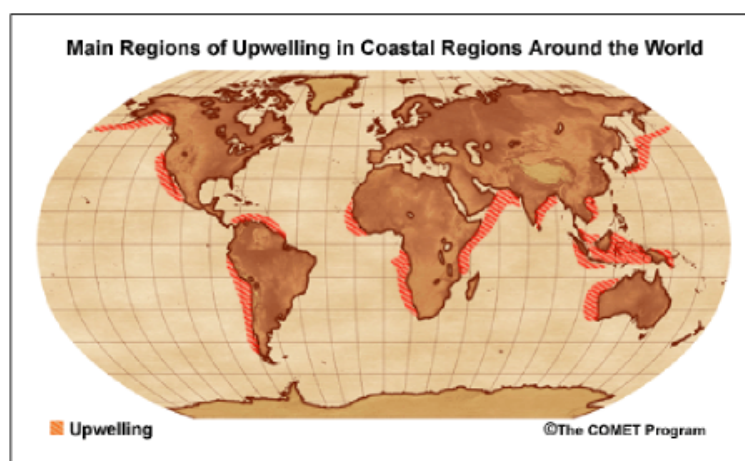 Main Regions of Upwelling in Coastal Regions Around the World
Upwelling
©The COMET Program